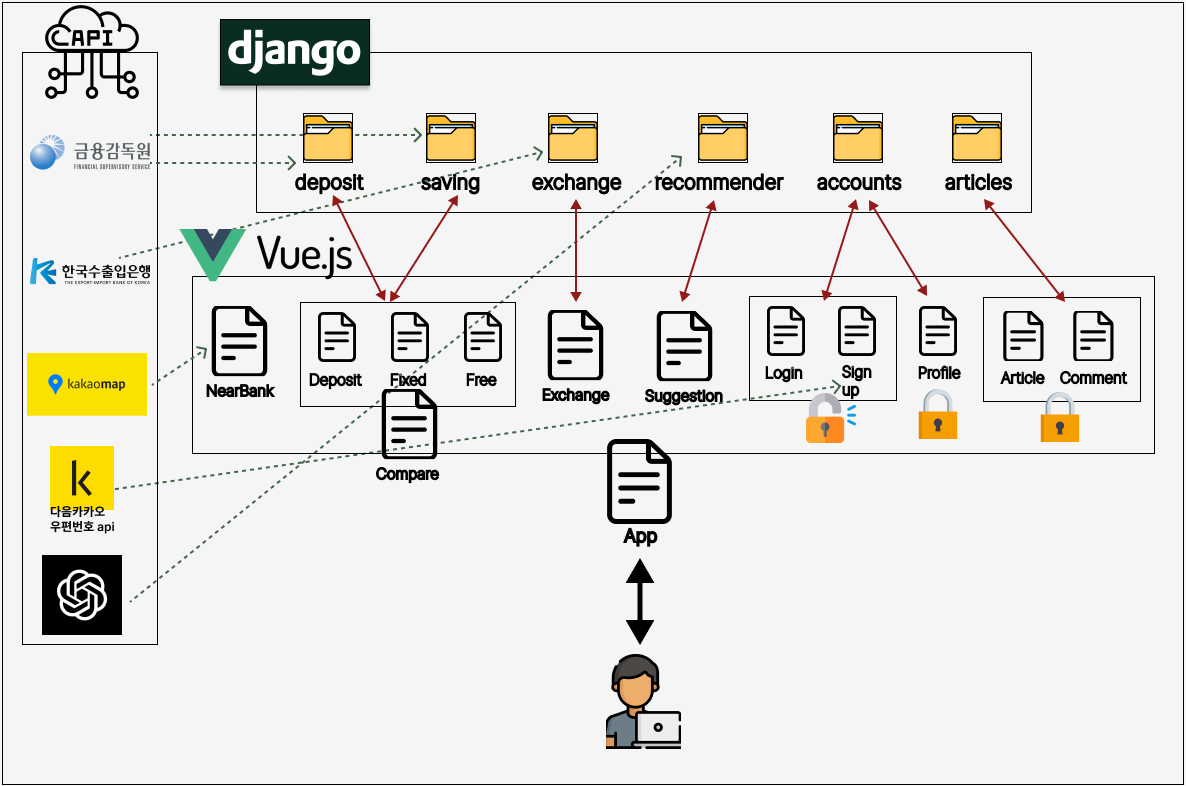 API
django
금융감독원
FINANCIAL SUPERVISORY SERVICE
deposit
saving
exchange
recommender
accounts
articles
한국수출입은행
THE EXPORT-IMPORT BANK OF KOREA
Vue.js
kakaomap
NearBank
Deposit
Fixed
Free
Compare
Exchange
Suggestion
Login
Sign
up
Profile
Article
Comment
k
다음카카오
우편번호 api
App